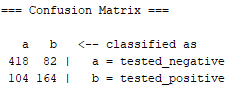 === Confusion Matrix ===
a b <-- classified as
418 82 | a = tested_negative
104 164 | b = tested_positive